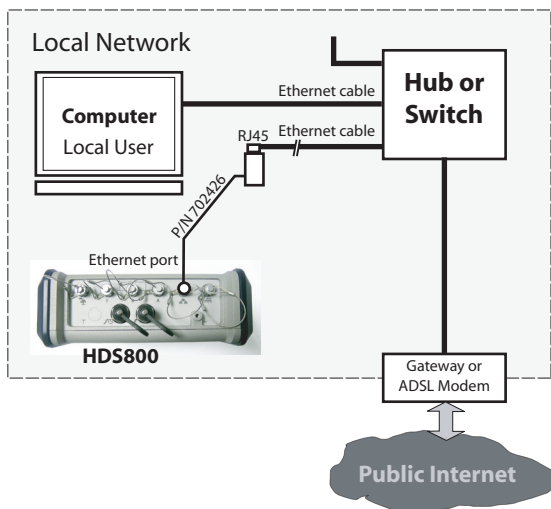 Local Network
Computer
Local User
Ethernet cable
Hub or
Switch
RJ45
Ethernet cable
P/N 702426
Ethernet port
HDS800
Gateway or
ADSL Modem
Public Internet